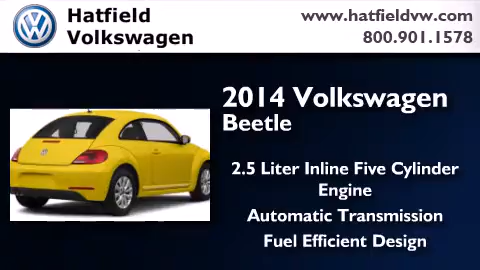 Hatfield
Volkswagen
www.hatfieldvw.com
800.901.1578
2014 Volkswagen
Beetle
2.5 Liter Inline Five Cylinder
Engine
Automatic Transmission
Fuel Efficient Design